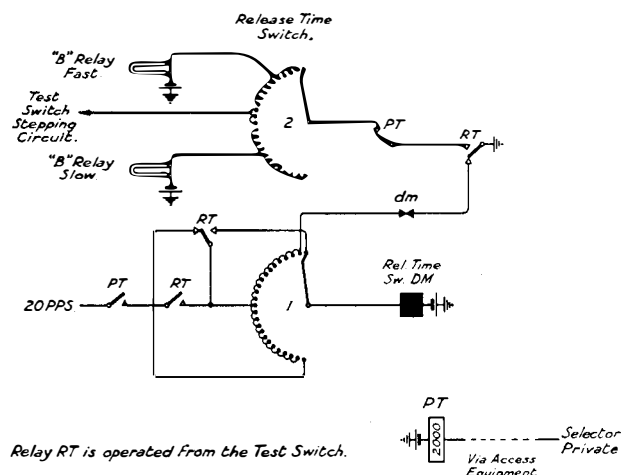 Release Time
Switch.
"B" Relay
Fast.
Test
Switch
Stepping
Circuit.
"B" Relay
Slow.
2
PT
RT
dm
RT
PT
RT
20 PPS.
1
Rel. Time
Sw. DM
PT
2000
Selector
Private
Via Access
Equipment
Relay RT is operated from the Test Switch.